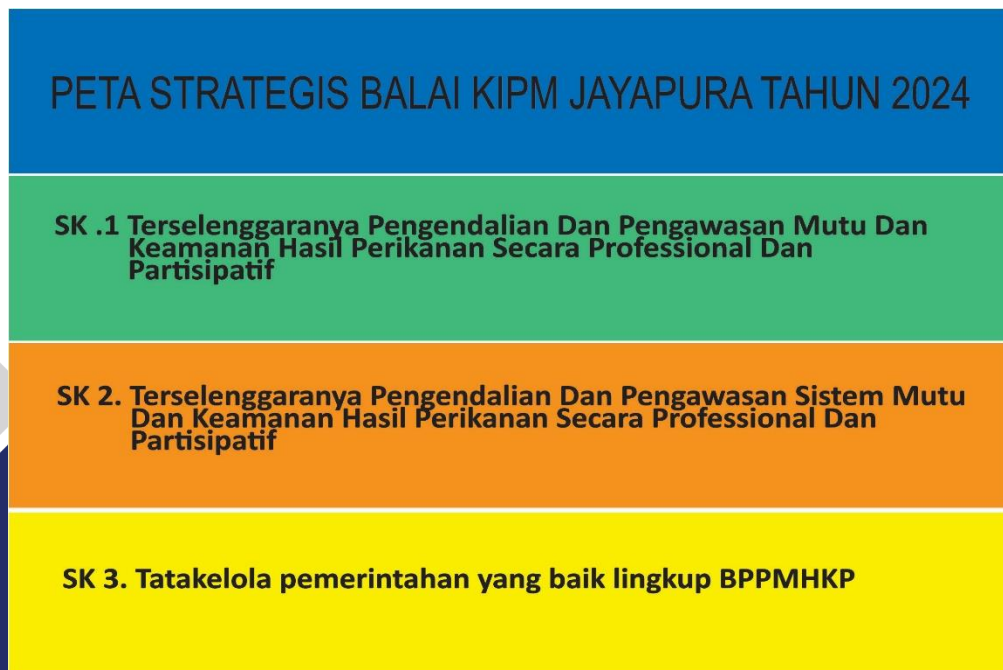 PETA STRATEGIS BALAI KIPM JAYAPURA TAHUN 2024
SK .1 Terselenggaranya Pengendalian Dan Pengawasan Mutu Dan
Keamanan Hasil Perikanan Secara Professional Dan
Partisipatif
SK 2. Terselenggaranya Pengendalian Dan Pengawasan Sistem Mutu
Dan Keamanan Hasil Perikanan Secara Professional Dan
Partisipatif
SK 3. Tatakelola pemerintahan yang baik lingkup BPPMHKP